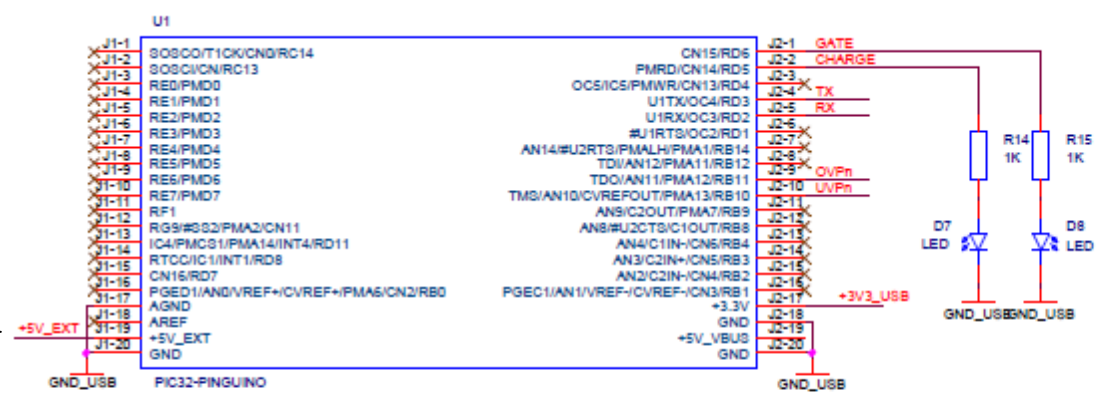 U1
J1-1 SOSCO/T1CK/CN0/RC14
J1-2 SOSCI/CN/RC13
J1-3 RE0/PMD0
J1-4 RE1/PMD1
J1-5 RE2/PMD2
J1-6 RE3/PMD3
J1-7 RE4/PMD4
J1-8 RE5/PMD5
J1-9 RE6/PMD6
J1-10 RE7/PMD7
J1-11 RF1
J1-12 RG9/#SS2/PMA2/CN11
J1-13 IC4/PMCS1/PMA14/INT4/RD11
J1-14 RTCC/IC1/INT1/RD8
J1-15 CN16/RD7
J1-16 PGED1/AN0/VREF+/CVREF+/PMA6/CN2/RB0
J1-17 AGND
J1-18 AREF
+5V_EXT J1-19 +5V_EXT
J1-20 GND
GND_USB
PIC32-PINGUINO
CN15/RD6 J2-1 GATE
PMRD/CN14/RD5 J2-2 CHARGE
OC5/IC5/PMWR/CN13/RD4 J2-3
U1TX/OC4/RD3 J2-4 TX
U1RX/OC3/RD2 J2-5 RX
#U1RTS/OC2/RD1 J2-6
AN14/#U2RTS/PMALH/PMA1/RB14 J2-7
TDI/AN12/PMA11/RB12 J2-8
TDO/AN11/PMA12/RB11 J2-9 OVPn
TMS/AN10/CVREFOUT/PMA13/RB10 J2-10 UVPn
AN9/C2OUT/PMA7/RB9 J2-11
AN8/#U2CTS/C1OUT/RB8 J2-12
AN4/C1IN-/CN6/RB4 J2-13
AN3/C2IN+/CN5/RB3 J2-14
AN2/C2IN-/CN4/RB2 J2-15
PGEC1/AN1/VREF-/CVREF-/CN3/RB1 J2-16
+3.3V J2-17 +3V3_USB
GND J2-18
+5V_VBUS J2-19
GND J2-20
GND_USB
R14
1K
R15
1K
D7
LED
D8
LED
GND_USB
GND_USB